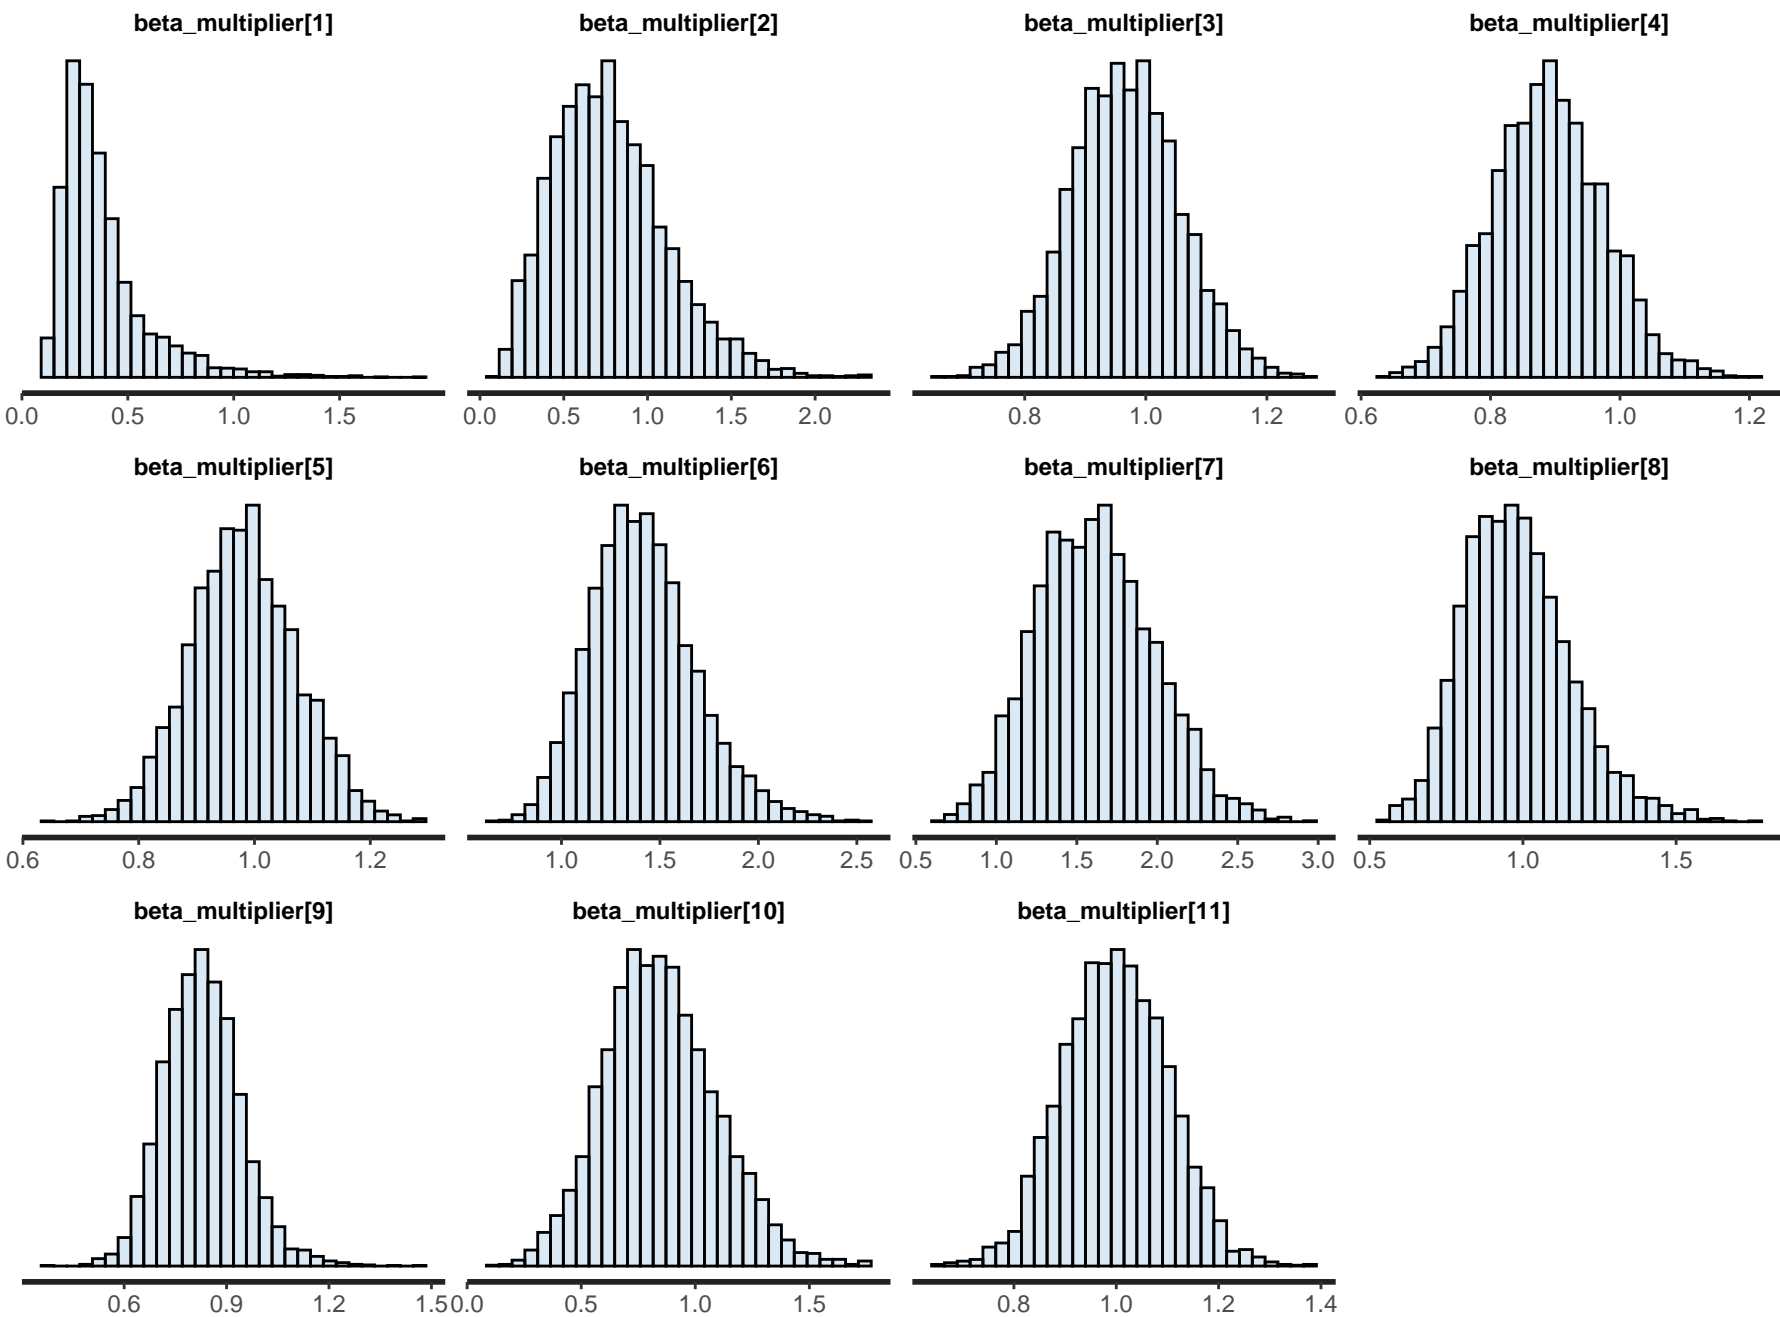 beta_multiplier[1] beta_multiplier[2] beta_multiplier[3] beta_multiplier[4]
0.0 0.5 1.0 1.5 0.0 0.5 1.0 1.5 2.0 0.8 1.0 1.2 0.6 0.8 1.0 1.2
beta_multiplier[5] beta_multiplier[6] beta_multiplier[7] beta_multiplier[8]
0.6 0.8 1.0 1.2 1.0 1.5 2.0 2.5 0.5 1.0 1.5 2.0 2.5 3.0 0.5 1.0 1.5
beta_multiplier[9] beta_multiplier[10] beta_multiplier[11]
0.6 0.9 1.2 1.5 0.0 0.5 1.0 1.5 0.8 1.0 1.2 1.4